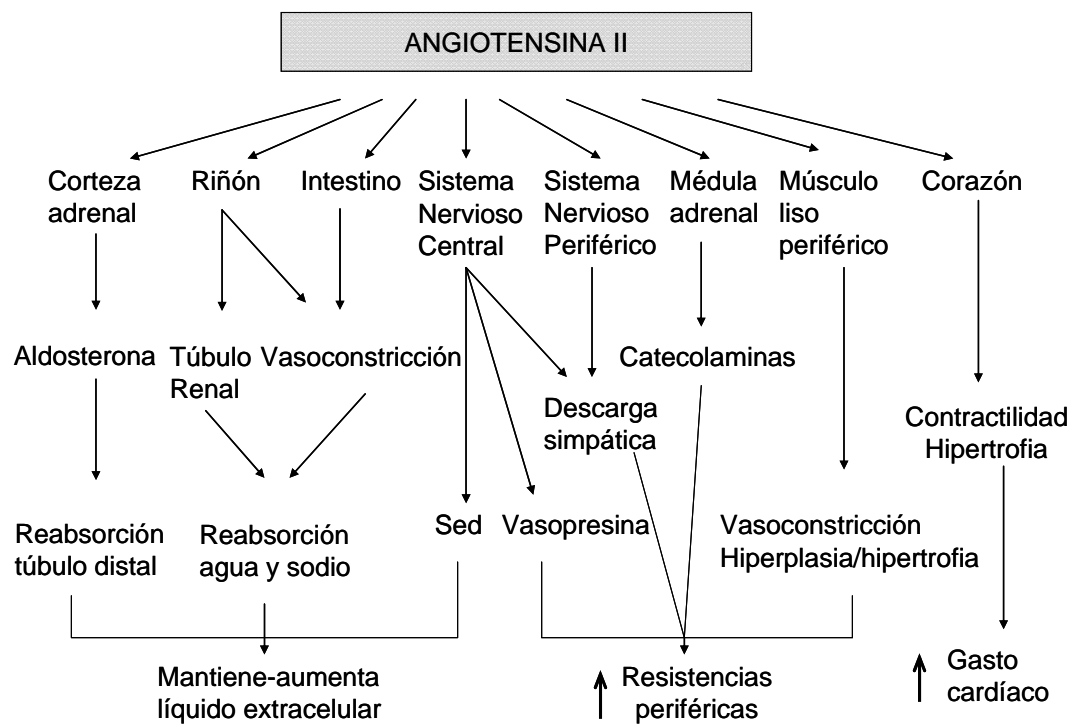 ANGIOTENSINA II
Corteza
adrenal
Riñón
Intestino
Sistema
Nervioso
Central
Sistema
Nervioso
Periférico
Médula
adrenal
Músculo
liso
periférico
Corazón
Aldosterona
Túbulo
Renal
Vasoconstricción
Catecolaminas
Descarga
simpática
Contractilidad
Hipertrofia
Reabsorción
túbulo distal
Reabsorción
agua y sodio
Sed
Vasopresina
Vasoconstricción
Hiperplasia/hipertrofia
Mantiene-aumenta
líquido extracelular
Resistencias
periféricas
Gasto
cardíaco